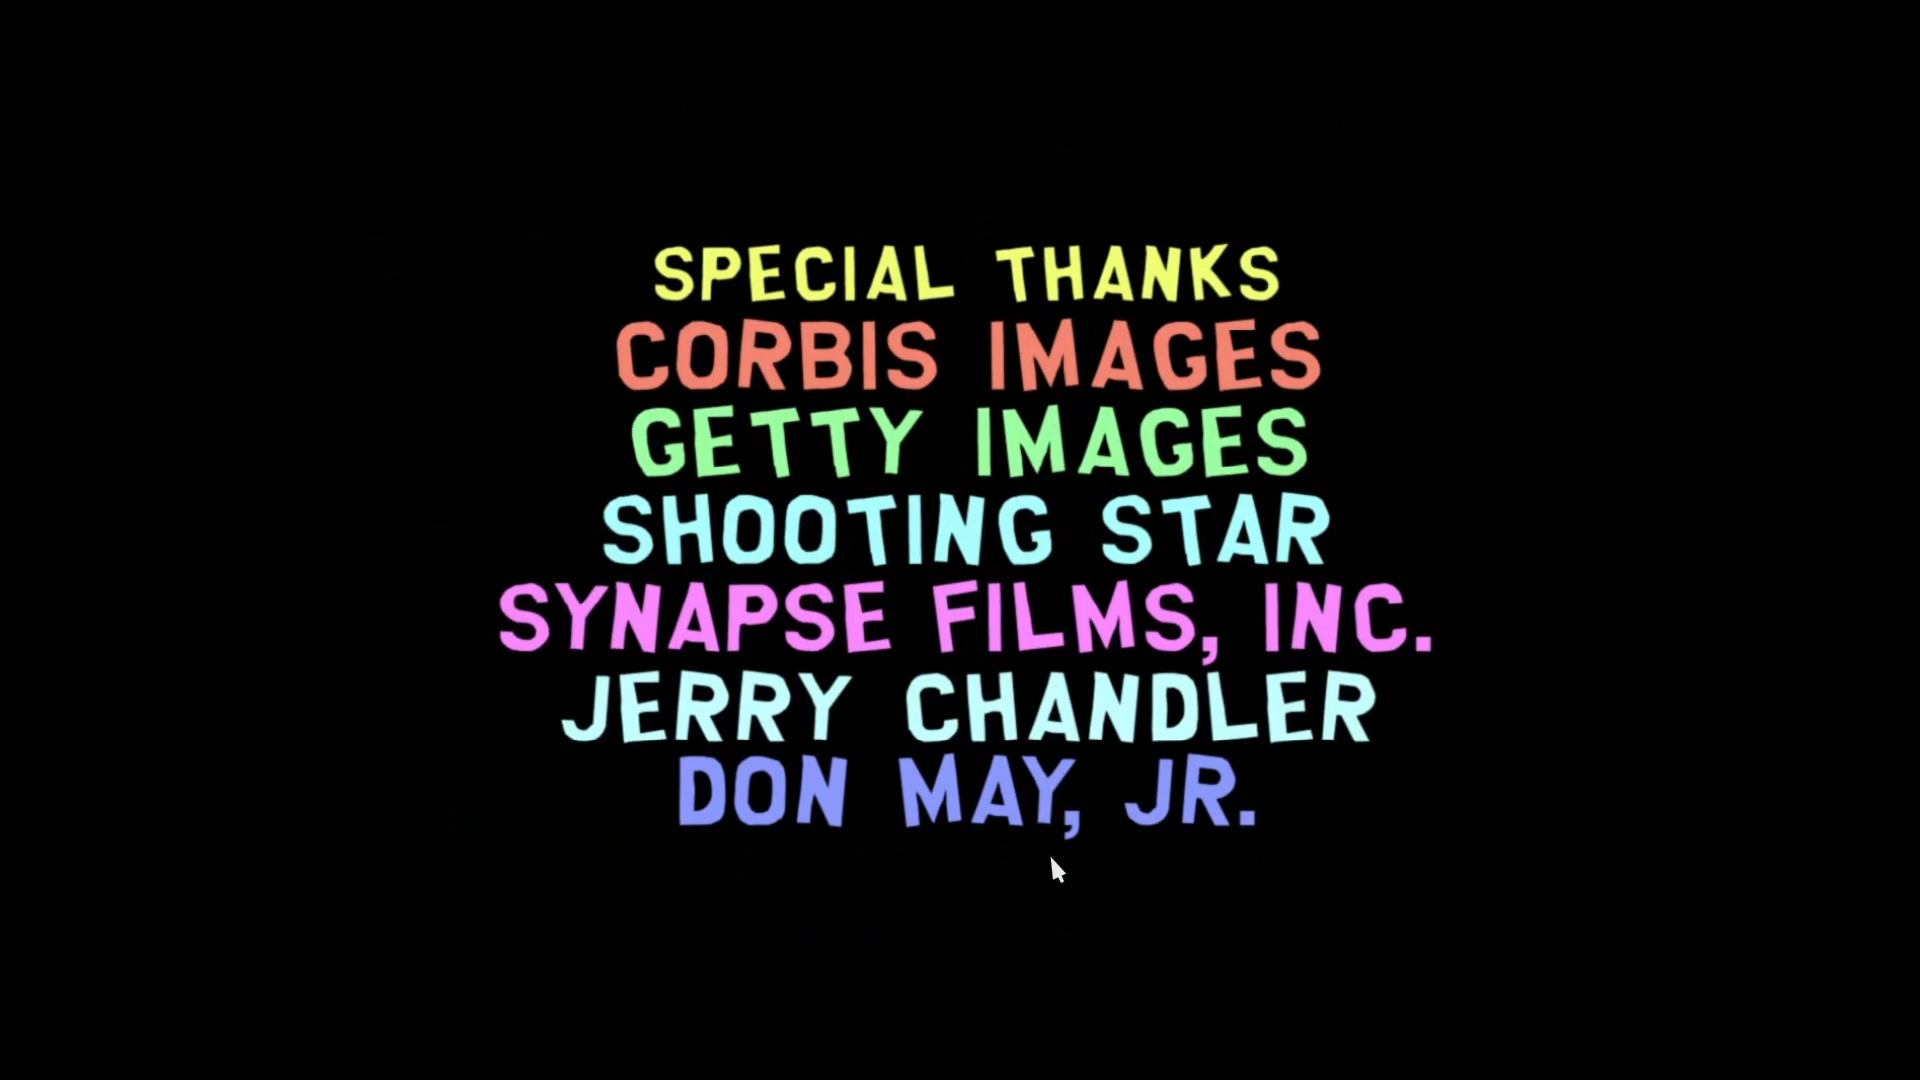 SPECIAL THANKS
CORBIS IMAGES
GETTY IMAGES
SHOOTING STAR
SYNAPSE FILMS, INC.
JERRY CHANDLER
DON MAY, JR.